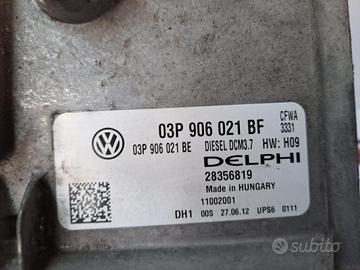 03P 906 021 BF
CFWA
3331
03P 906 021 BE DIESEL DCM3.7 HW: H09
DELPHI
28356819
Made in HUNGARY
11002001
DH1 00S 27.06.12 UPS6 0111
subito